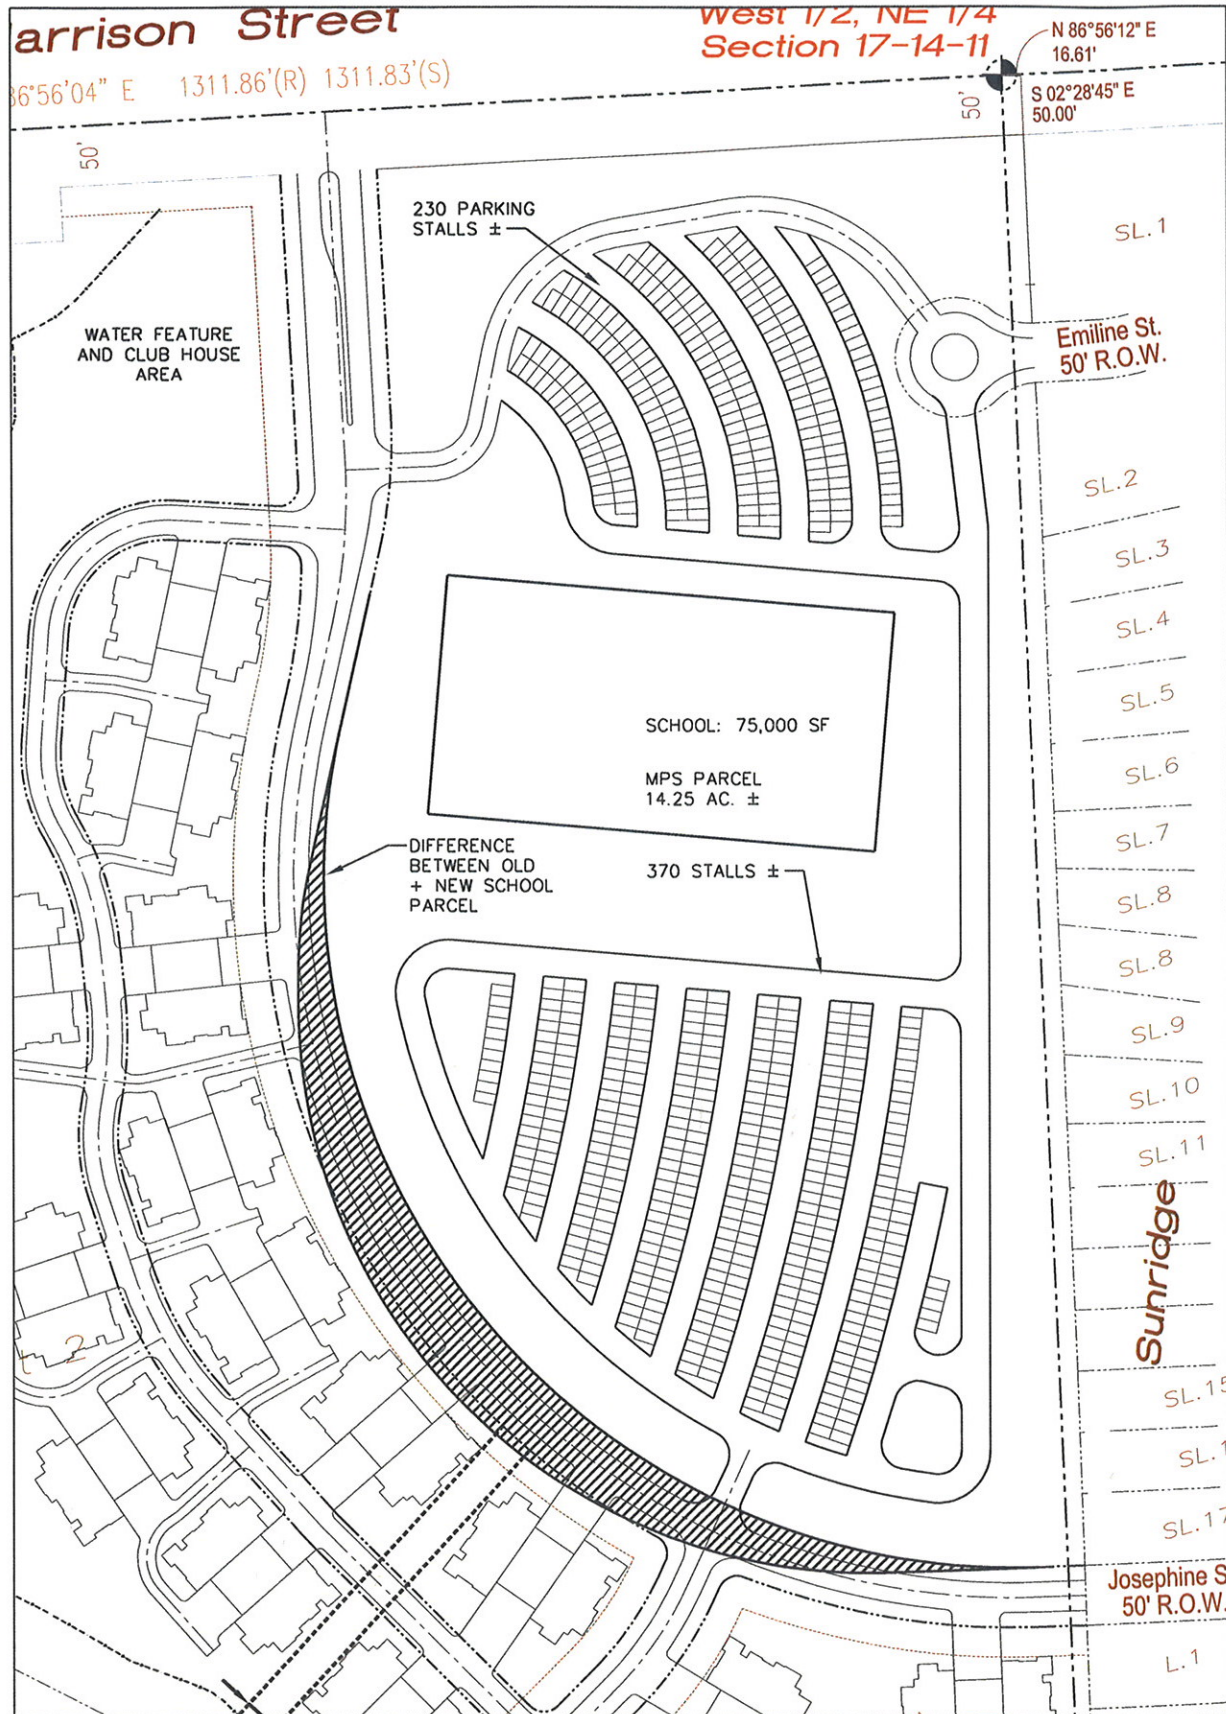 arrison Street
West 1/2, NE 1/4
Section 17-14-11
N 86°56'12" E
16.61'
36°56'04" E 1311.86'(R) 1311.83'(S)
S 02°28'45" E
50.00'
50'
50'
230 PARKING
STALLS ±
SL.1
WATER FEATURE
AND CLUB HOUSE
AREA
Emiline St.
50' R.O.W.
SL.2
SL.3
SL.4
SL.5
SL.6
SL.7
SL.8
SL.8
SL.9
SL.10
SL.11
SCHOOL: 75,000 SF
MPS PARCEL
14.25 AC. ±
DIFFERENCE
BETWEEN OLD
+ NEW SCHOOL
PARCEL
370 STALLS ±
Sunridge
t 2
SL.15
SL.1
SL.17
Josephine S
50' R.O.W.
L.1